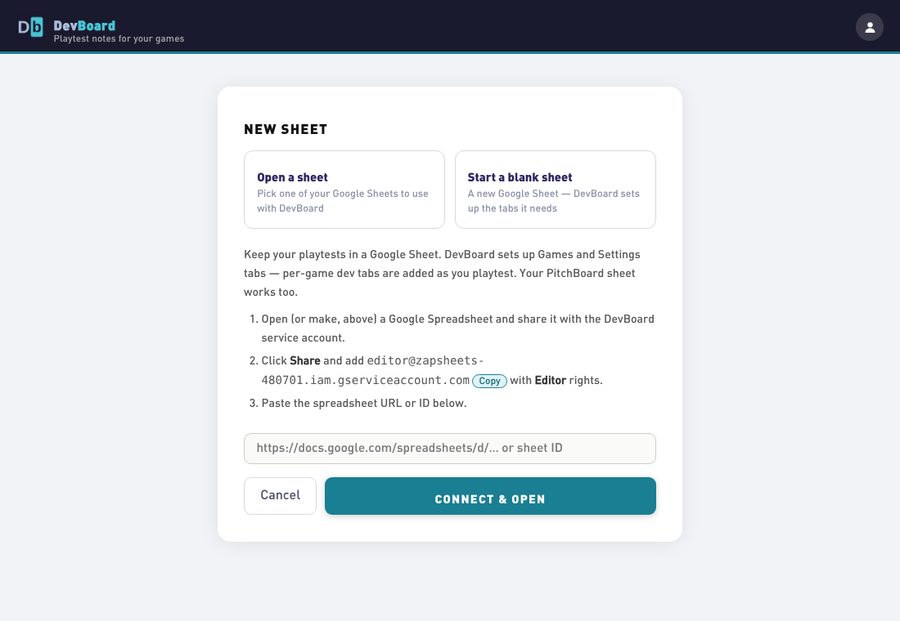 Db DevBoard
Playtest notes for your games
NEW SHEET
Open a sheet
Pick one of your Google Sheets to use
with DevBoard
Start a blank sheet
A new Google Sheet — DevBoard sets
up the tabs it needs
Keep your playtests in a Google Sheet. DevBoard sets up Games and Settings
tabs — per-game dev tabs are added as you playtest. Your PitchBoard sheet
works too.
1. Open (or make, above) a Google Spreadsheet and share it with the DevBoard
service account.
2. Click Share and add editor@zapsheets-
480701.iam.gserviceaccount.com Copy with Editor rights.
3. Paste the spreadsheet URL or ID below.
https://docs.google.com/spreadsheets/d/... or sheet ID
Cancel
CONNECT & OPEN